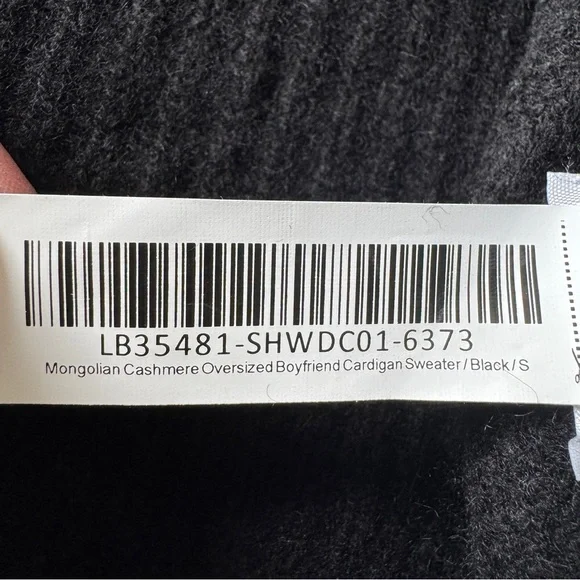 LB35481-SHWDC01-6373
Mongolian Cashmere Oversized Boyfriend Cardigan Sweater / Black / S